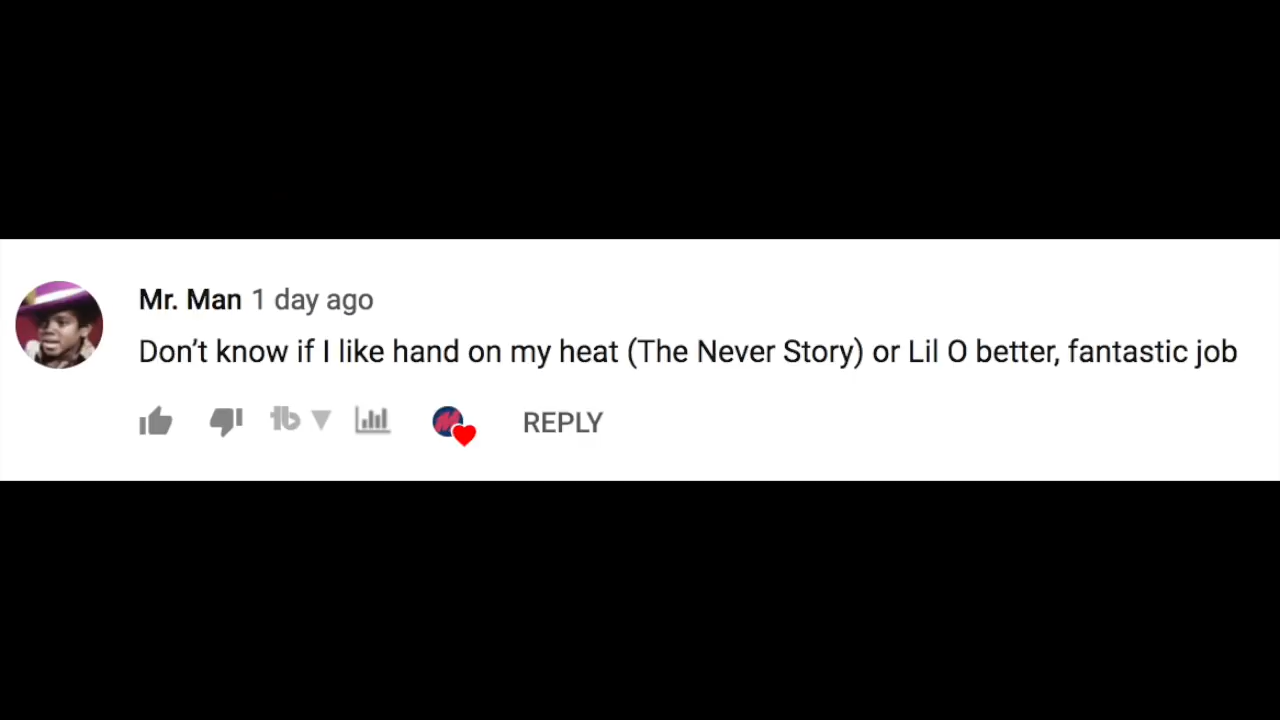 Mr. Man 1 day ago
Don't know if I like hand on my heat (The Never Story) or Lil O better, fantastic job
tb
REPLY